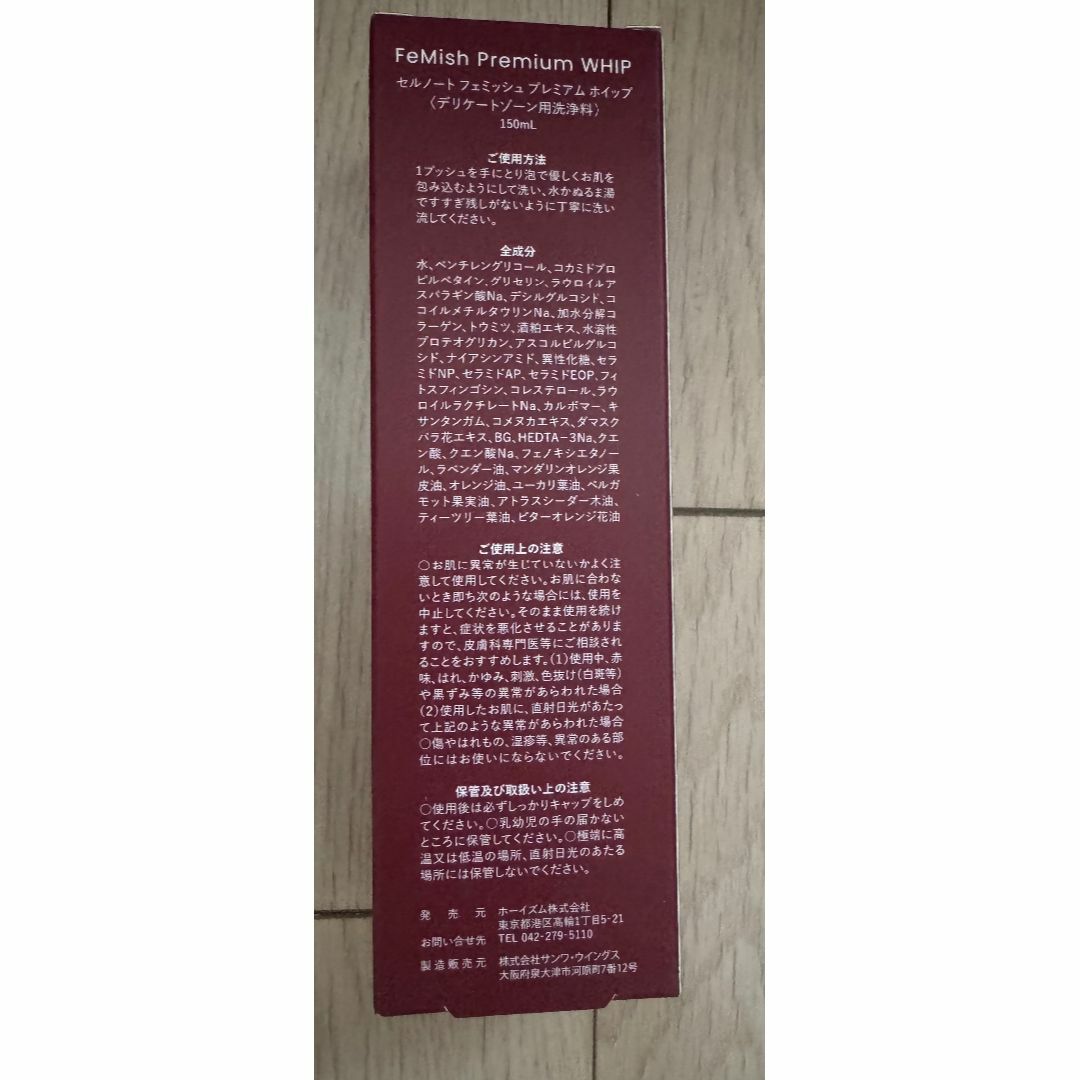 FeMish Premium WHIP
セルノート フェミッシュ プレミアム ホイップ
〈デリケートゾーン用洗浄料〉
150mL
ご使用方法
1プッシュを手にとり泡で優しくお肌を
包み込むようにして洗い、水かぬるま湯
ですすぎ残しがないように丁寧に洗い
流してください。
全成分
水、ペンチレングリコール、コカミドプロ
ピルベタイン、グリセリン、ラウロイルア
スパラギン酸Na、デシルグルコシド、コ
コイルメチルタウリンNa、加水分解コ
ラーゲン、トウミツ、酒粕エキス、水溶性
プロテオグリカン、アスコルビルグルコ
シド、ナイアシンアミド、異性化糖、セラ
ミドNP、セラミドAP、セラミドEOP、フィ
トスフィンゴシン、コレステロール、ラウ
ロイルラクチレートNa、カルボマー、キ
サンタンガム、コメヌカエキス、ダマスク
バラ花エキス、BG、HEDTA-3Na、クエ
ン酸、クエン酸Na、フェノキシエタノー
ル、ラベンダー油、マンダリンオレンジ果
皮油、オレンジ油、ユーカリ葉油、ベルガ
モット果実油、アトラスシーダー木油、
ティーツリー葉油、ビターオレンジ花油
ご使用上の注意
○お肌に異常が生じていないかよく注
意して使用してください。お肌に合わな
いとき即ち次のような場合には、使用を
中止してください。そのまま使用を続け
ますと、症状を悪化させることがありま
すので、皮膚科専門医等にご相談され
ることをおすすめします。(1)使用中、赤
味、はれ、かゆみ、刺激、色抜け(白斑等)
や黒ずみ等の異常があらわれた場合
(2)使用したお肌に、直射日光があたっ
て上記のような異常があらわれた場合
○傷やはれもの、湿疹等、異常のある部
位にはお使いにならないでください。
保管及び取扱い上の注意
○使用後は必ずしっかりキャップをしめ
てください。○乳幼児の手の届かない
ところに保管してください。○極端に高
温又は低温の場所、直射日光のあたる
場所には保管しないでください。
発売元 ホーイズム株式会社
東京都港区高輪1丁目5-21
お問い合せ先 TEL 042-279-5110
製造販売元 株式会社サンワ・ウイングス
大阪府泉大津市河原町7番12号